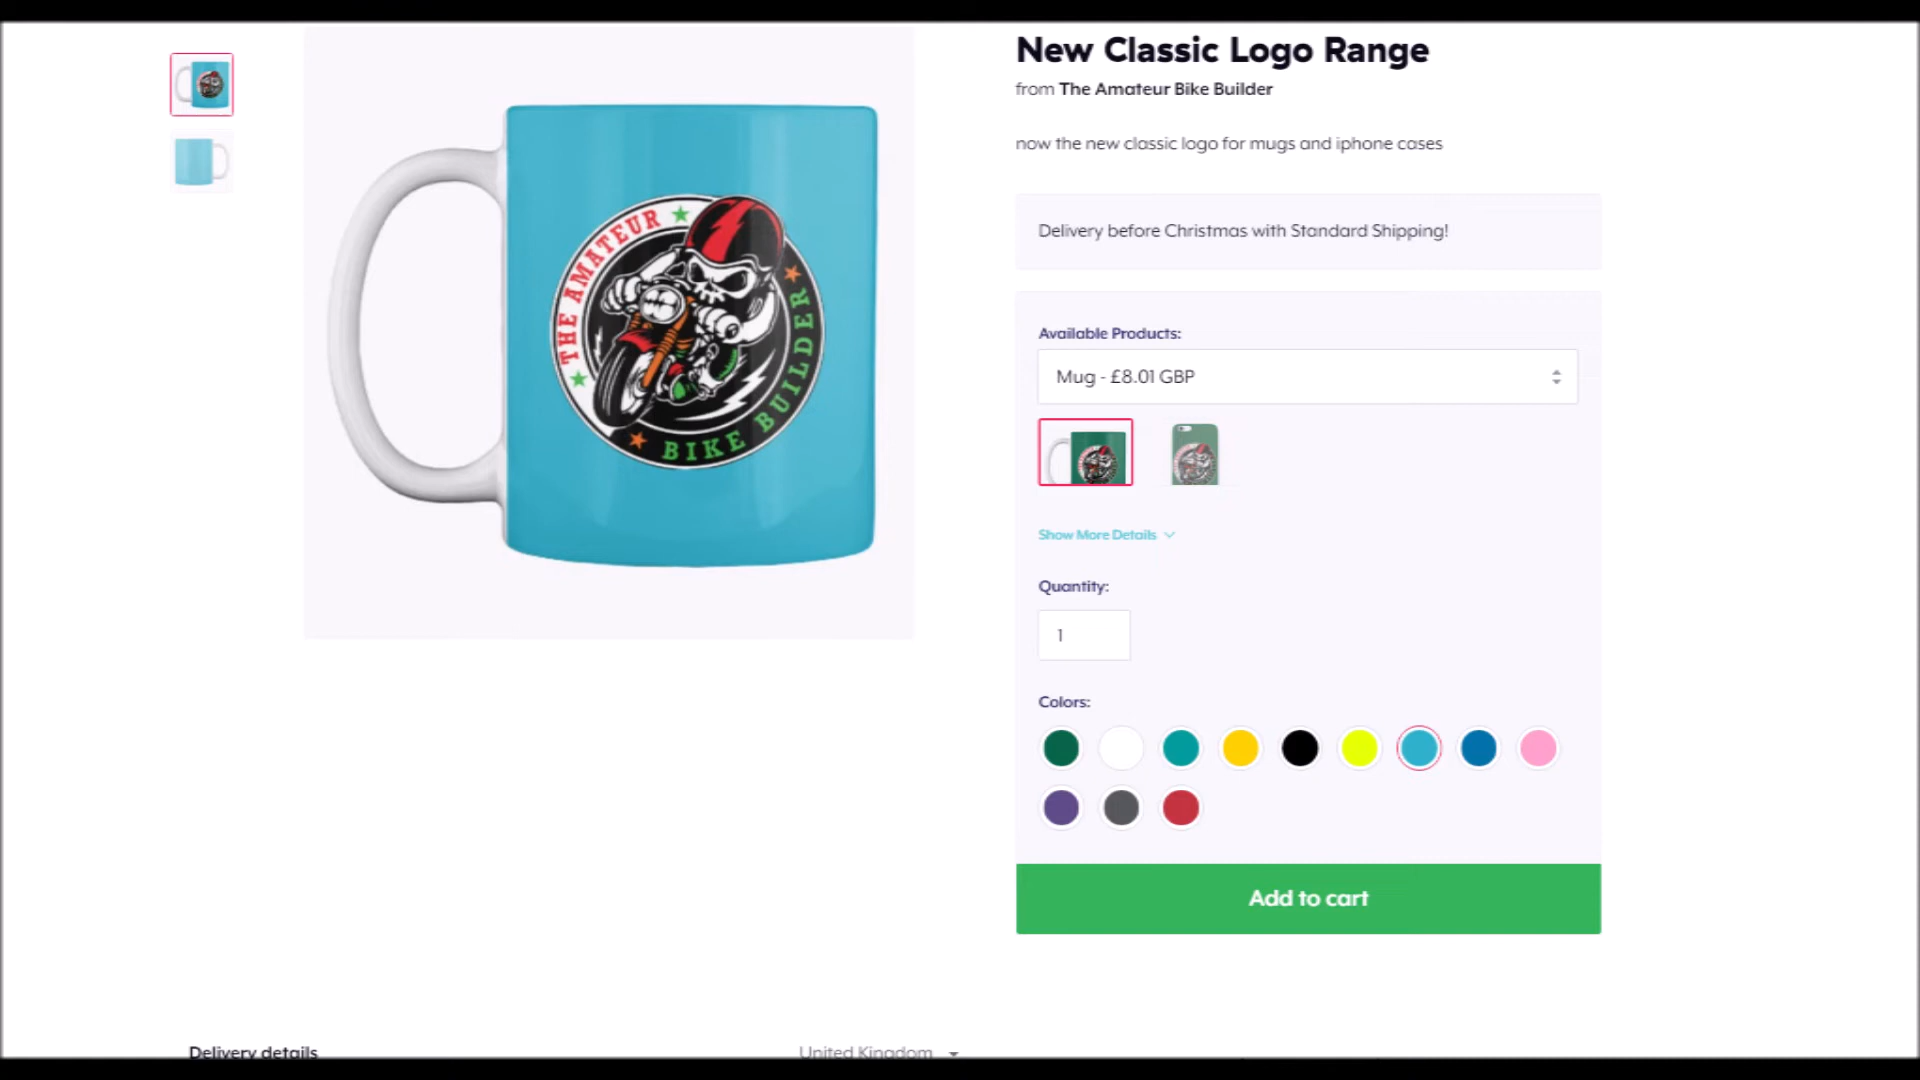 New Classic Logo Range
from The Amateur Bike Builder
now the new classic logo for mugs and iphone cases
Delivery before Christmas with Standard Shipping!
THE AMATEUR
BIKE BUILDER
Available Products:
Mug - £8.01 GBP
Show More Details
Quantity:
1
Colors:
Add to cart
Delivery details
United Kingdom